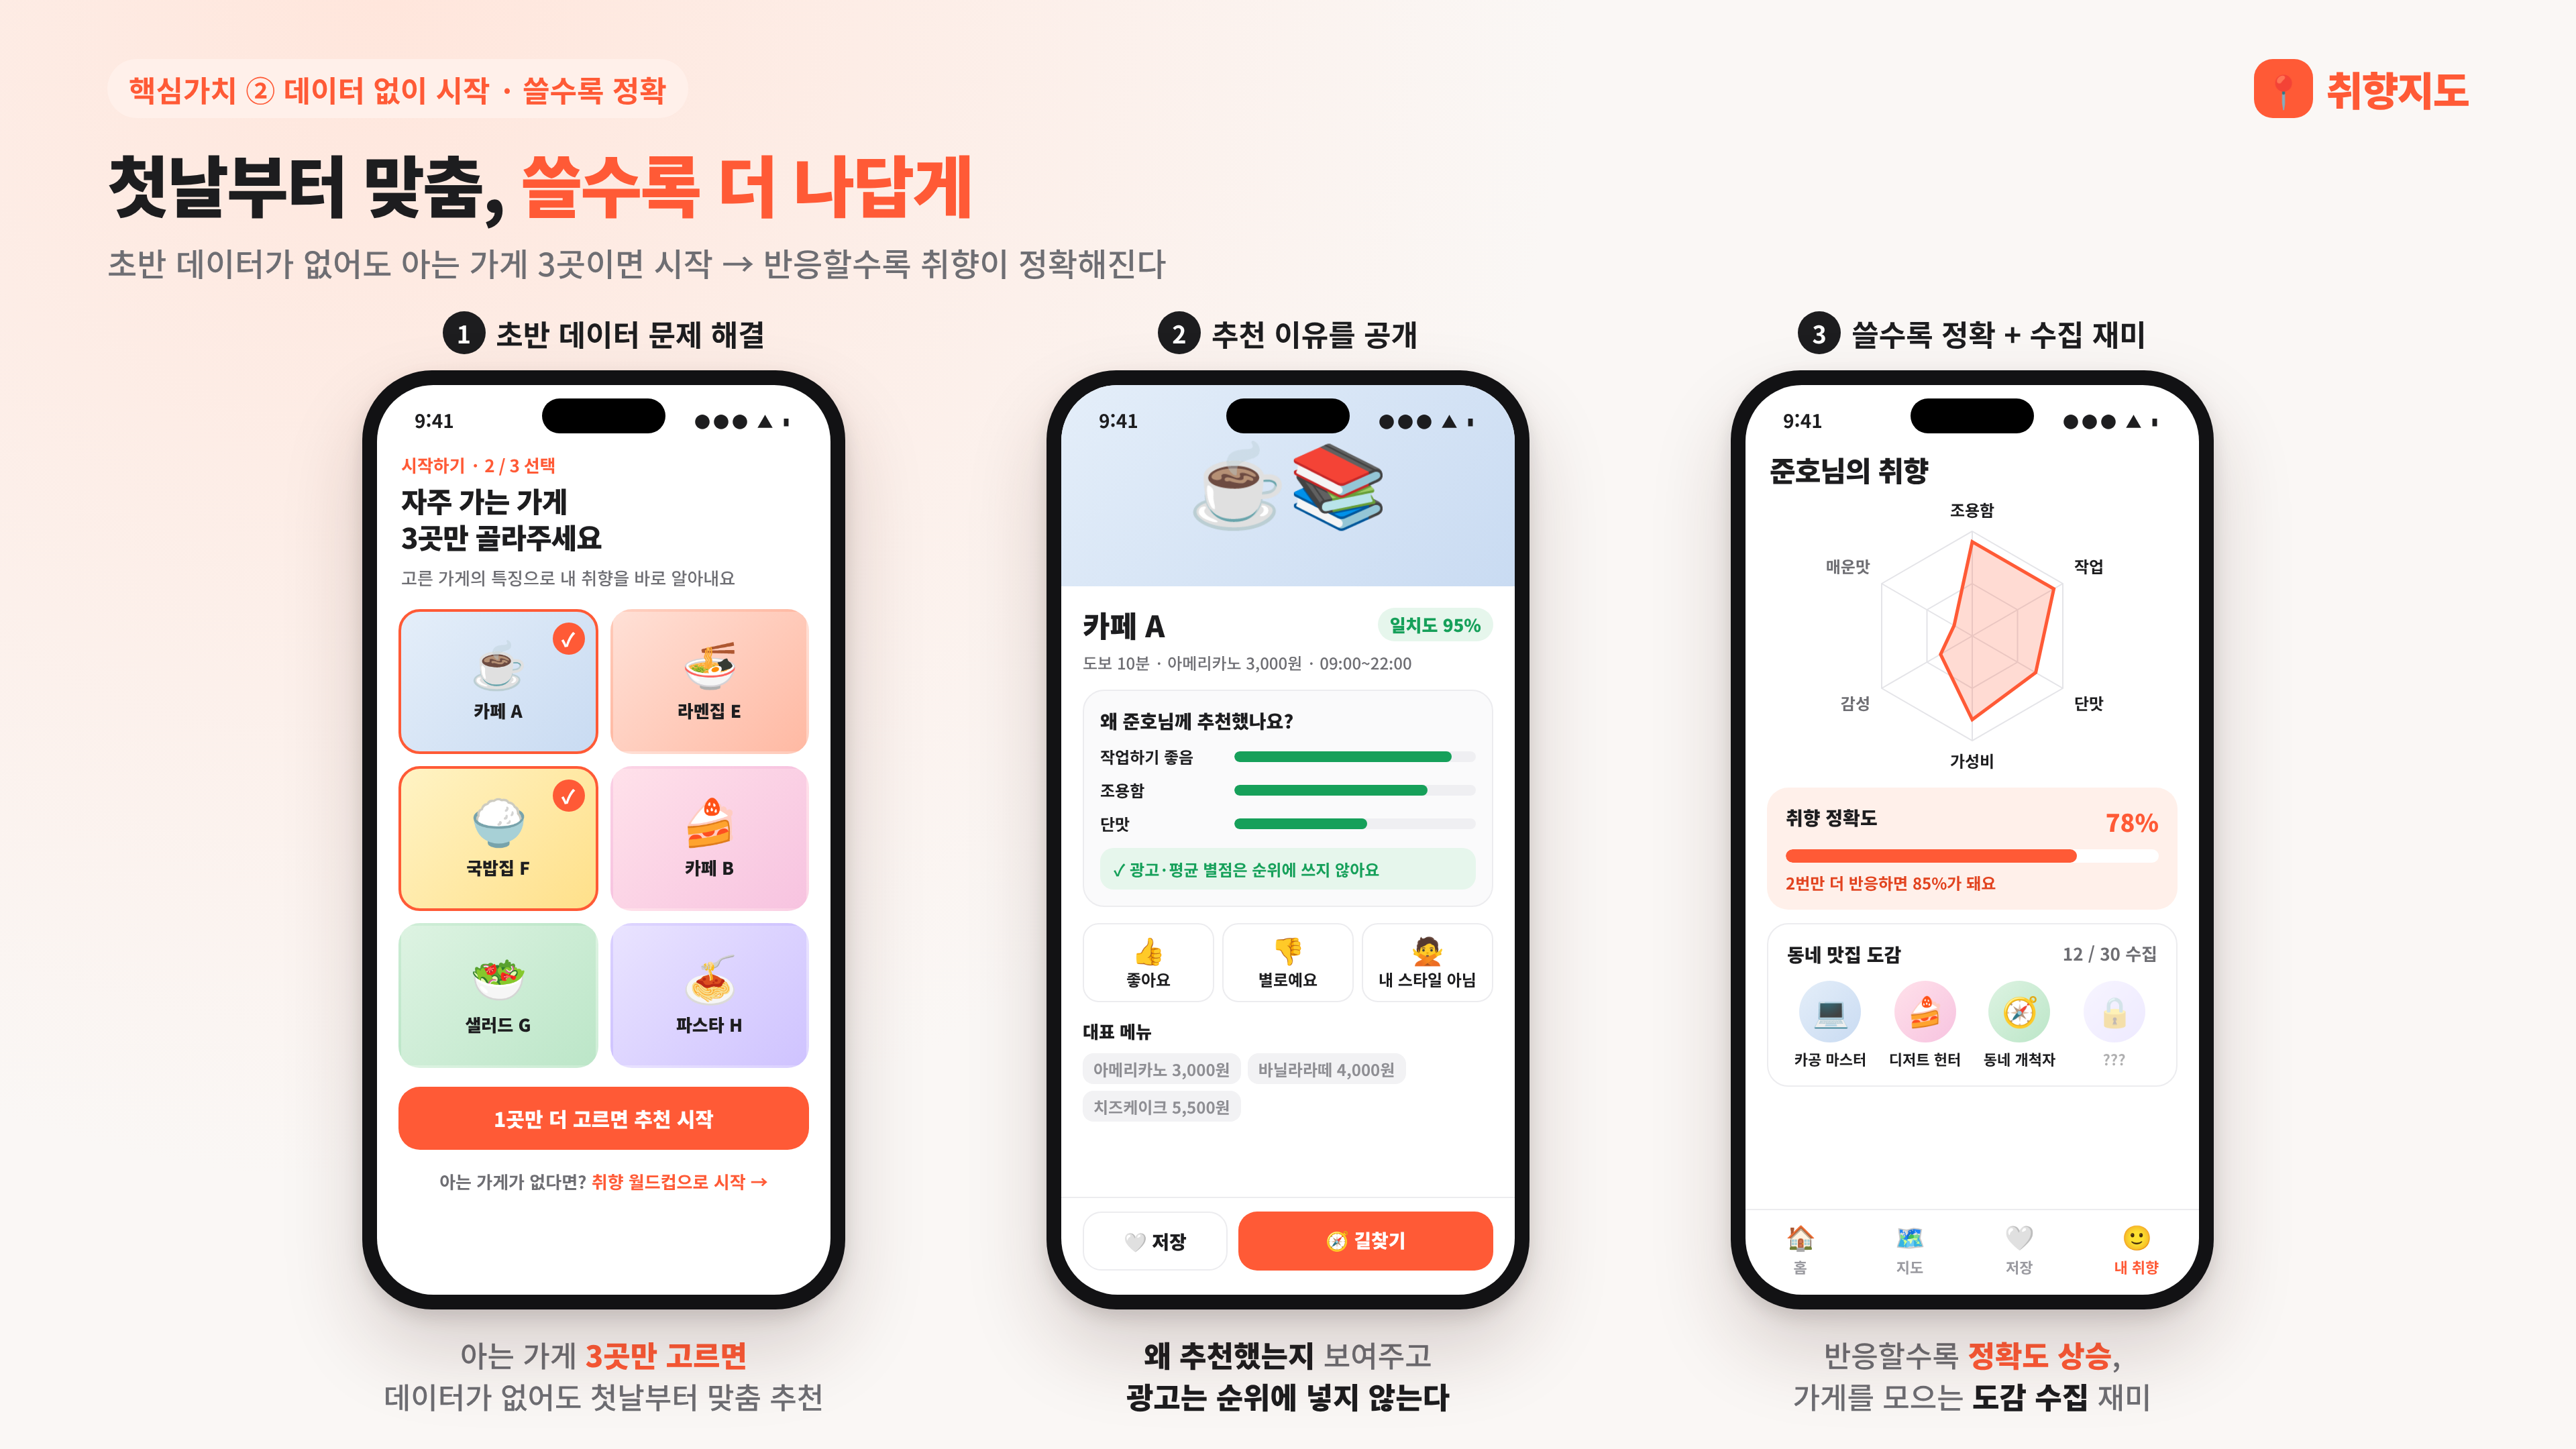 핵심가치 ② 데이터 없이 시작 · 쓸수록 정확
취향지도
첫날부터 맞춤, 쓸수록 더 나답게
초반 데이터가 없어도 아는 가게 3곳이면 시작 → 반응할수록 취향이 정확해진다
1 초반 데이터 문제 해결
9:41
시작하기 · 2 / 3 선택
자주 가는 가게
3곳만 골라주세요
고른 가게의 특징으로 내 취향을 바로 알아내요
카페 A
라멘집 E
국밥집 F
카페 B
샐러드 G
파스타 H
1곳만 더 고르면 추천 시작
아는 가게가 없다면? 취향 월드컵으로 시작 →
아는 가게 3곳만 고르면
데이터가 없어도 첫날부터 맞춤 추천
2 추천 이유를 공개
9:41
카페 A
일치도 95%
도보 10분 · 아메리카노 3,000원 · 09:00~22:00
왜 준호님께 추천했나요?
작업하기 좋음
조용함
단맛
✓ 광고·평균 별점은 순위에 쓰지 않아요
좋아요
별로예요
내 스타일 아님
대표 메뉴
아메리카노 3,000원
바닐라라떼 4,000원
치즈케이크 5,500원
저장
길찾기
왜 추천했는지 보여주고
광고는 순위에 넣지 않는다
3 쓸수록 정확 + 수집 재미
9:41
준호님의 취향
조용함
매운맛
작업
감성
단맛
가성비
취향 정확도
78%
2번만 더 반응하면 85%가 돼요
동네 맛집 도감
12 / 30 수집
카공 마스터
디저트 헌터
동네 개척자
???
홈
지도
저장
내 취향
반응할수록 정확도 상승,
가게를 모으는 도감 수집 재미